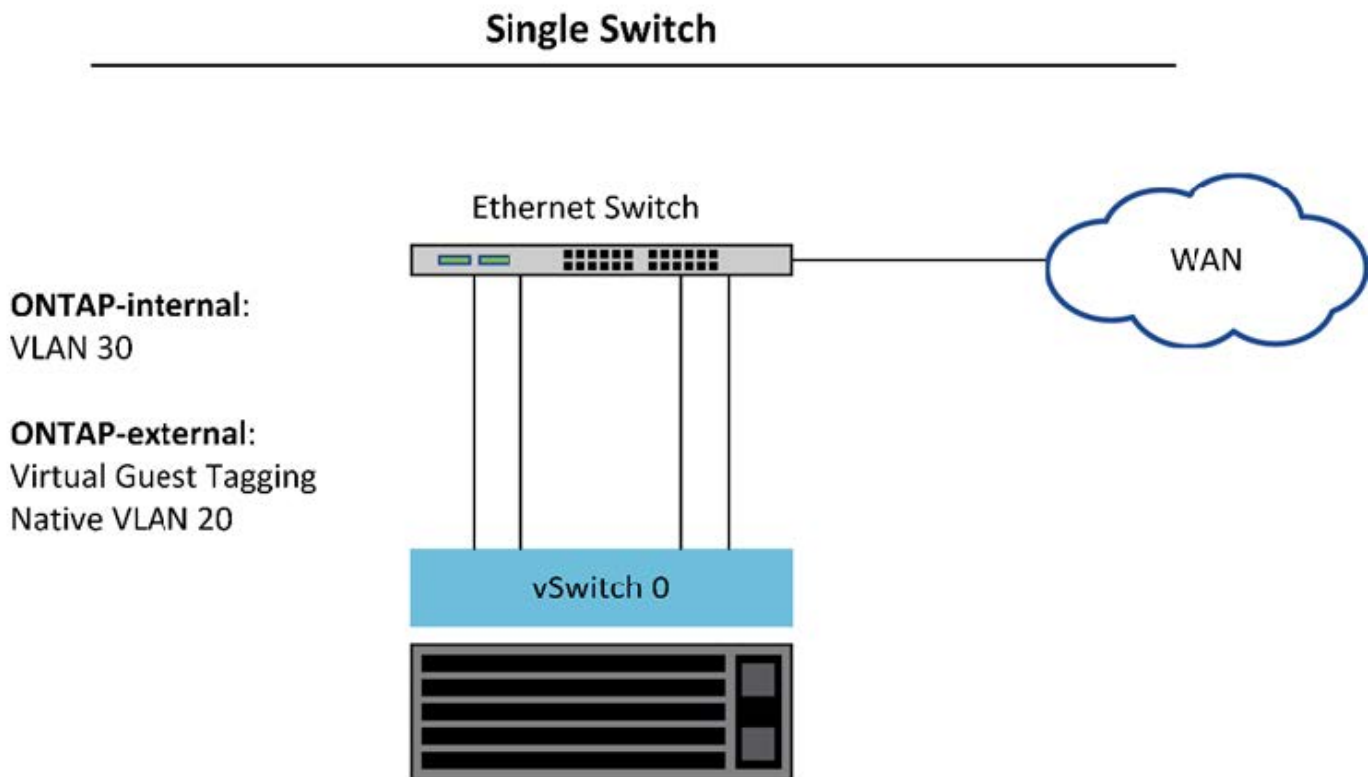 Single Switch
Ethernet Switch
WAN
ONTAP-internal:
VLAN 30
ONTAP-external:
Virtual Guest Tagging
Native VLAN 20
vSwitch 0